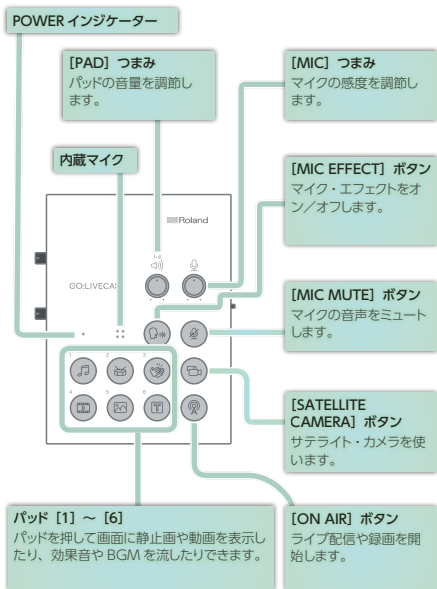 POWER インジケーター
[PAD] つまみ
パッドの音量を調節し
ます。
[MIC] つまみ
マイクの感度を調節し
ます。
内蔵マイク
[MIC EFFECT] ボタン
マイク・エフェクトをオ
ン／オフします。
Roland
1-6
GO:LIVECAS
[MIC MUTE] ボタン
マイクの音声をミュート
します。
1 2 3
4 5 6
T
[SATELLITE
CAMERA] ボタン
サテライト・カメラを使
います。
パッド [1] ～ [6]
パッドを押して画面に静止画や動画を表示し
たり、効果音や BGM を流したりできます。
[ON AIR] ボタン
ライブ配信や録画を開
始します。